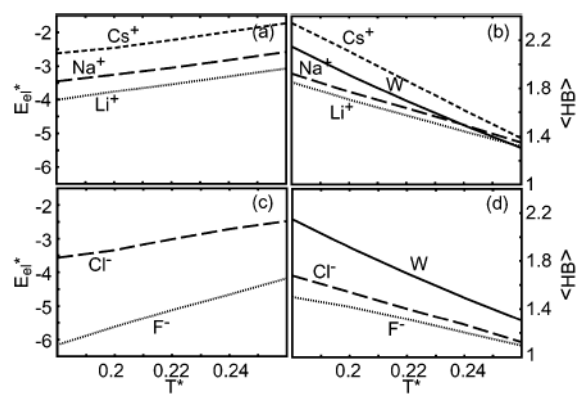 -2
-3
-4
-5
-6
E_el*
Cs⁺
(a)
Na⁺
Li⁺
(b)
Cs⁺
Na⁺
W
Li⁺
2.2
1.8
1.4
1
<HB>
-2
-3
-4
-5
-6
E_el*
(c)
Cl⁻
F⁻
(d)
W
Cl⁻
F⁻
2.2
1.8
1.4
1
<HB>
0.2 0.22 0.24
T*
0.2 0.22 0.24
T*